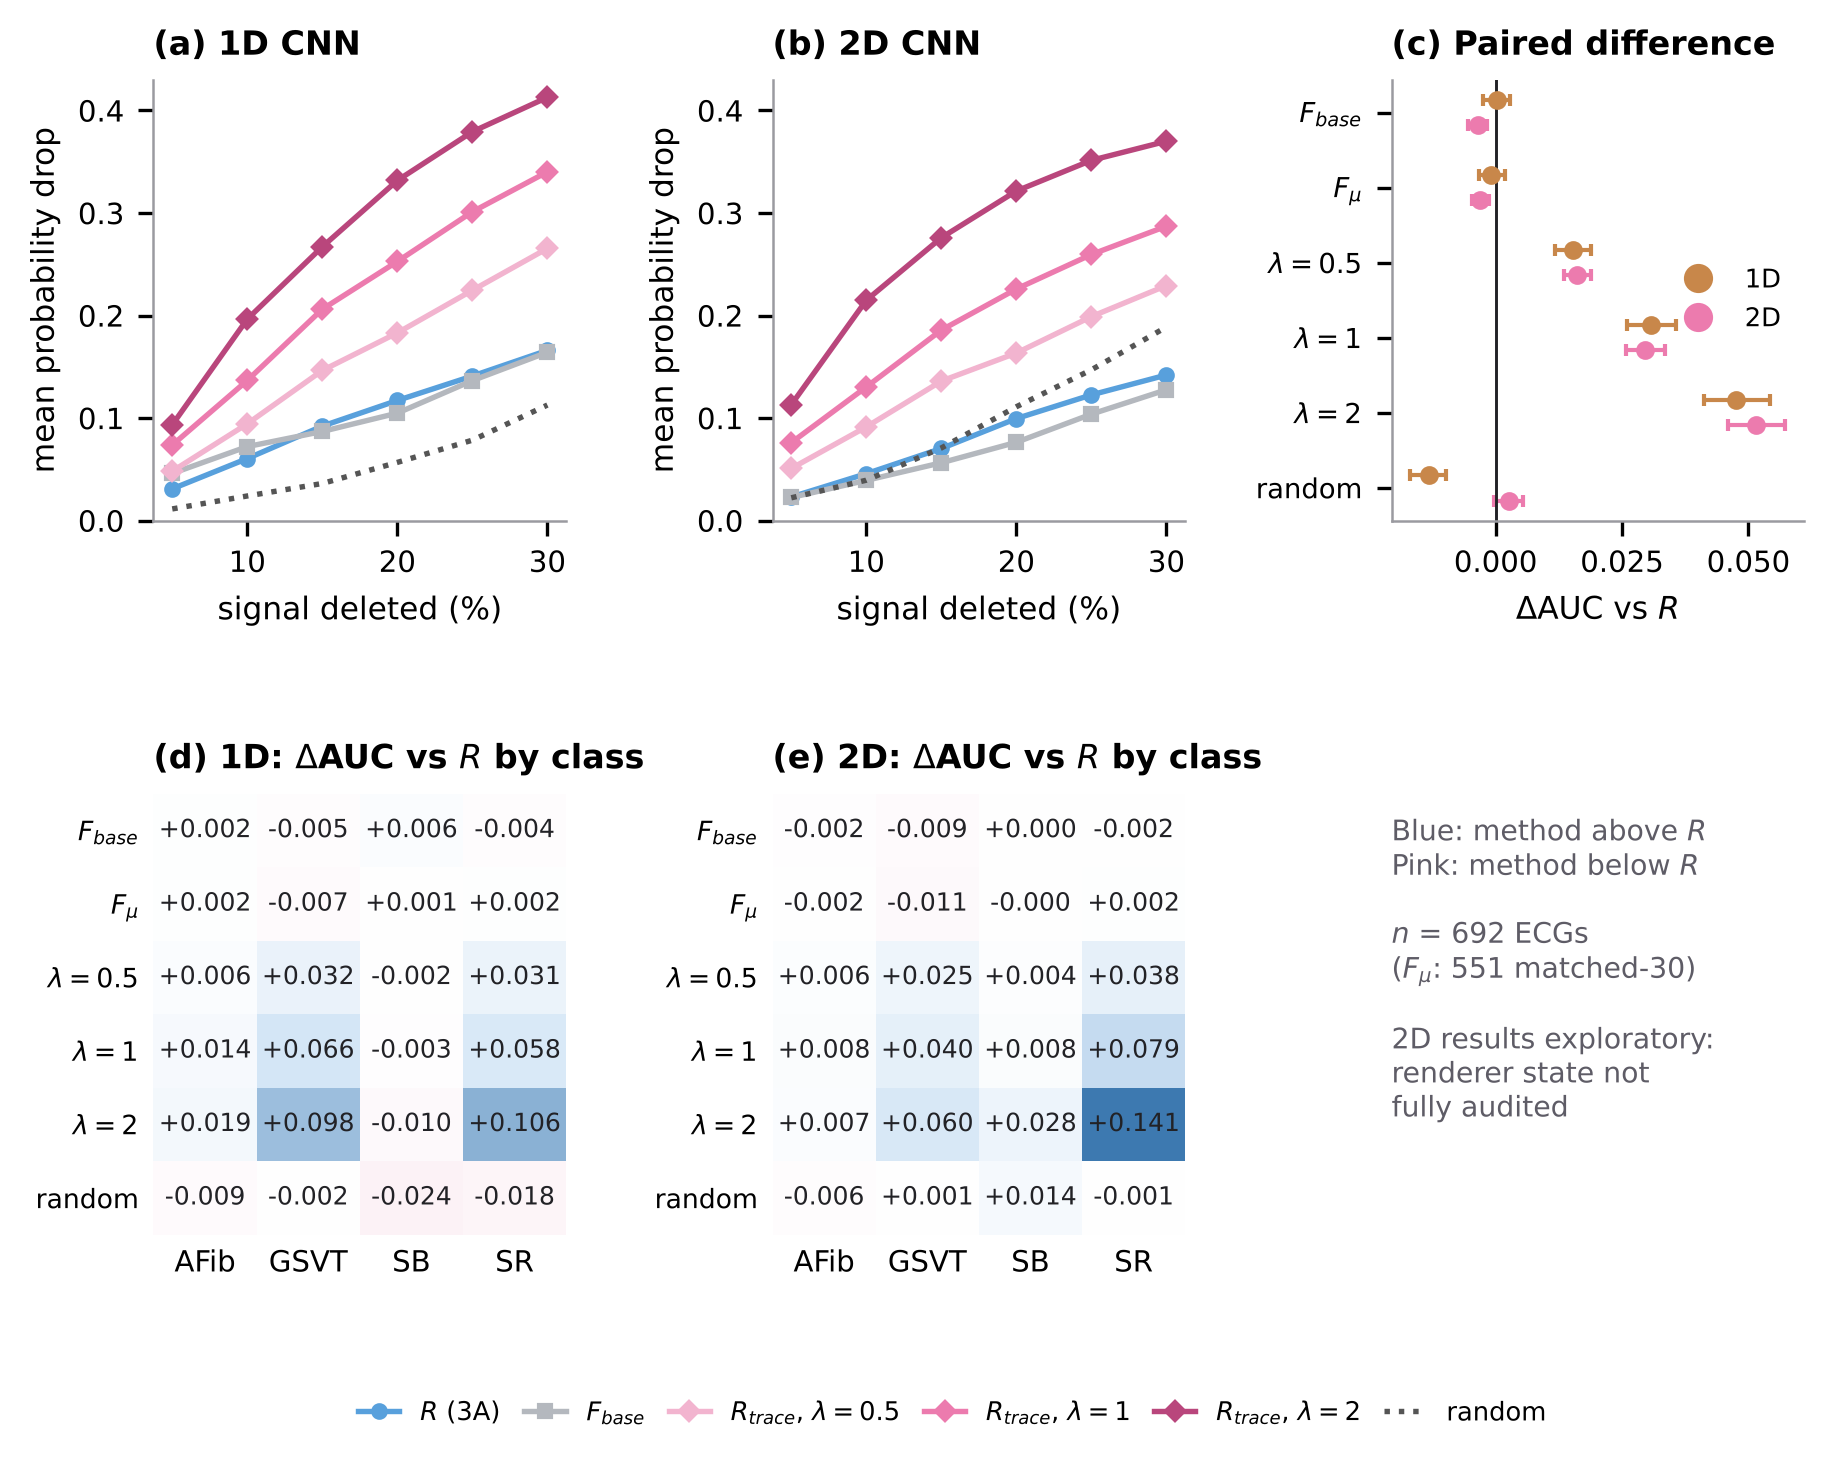 (a) 1D CNN
mean probability drop
0.4
0.3
0.2
0.1
0.0
10 20 30
signal deleted (%)
(b) 2D CNN
mean probability drop
0.4
0.3
0.2
0.1
0.0
10 20 30
signal deleted (%)
(c) Paired difference
F_base
F_μ
λ = 0.5
λ = 1
λ = 2
random
1D
2D
0.000 0.025 0.050
ΔAUC vs R
(d) 1D: ΔAUC vs R by class
F_base +0.002 -0.005 +0.006 -0.004
F_μ +0.002 -0.007 +0.001 +0.002
λ = 0.5 +0.006 +0.032 -0.002 +0.031
λ = 1 +0.014 +0.066 -0.003 +0.058
λ = 2 +0.019 +0.098 -0.010 +0.106
random -0.009 -0.002 -0.024 -0.018
AFib GSVT SB SR
(e) 2D: ΔAUC vs R by class
F_base -0.002 -0.009 +0.000 -0.002
F_μ -0.002 -0.011 -0.000 +0.002
λ = 0.5 +0.006 +0.025 +0.004 +0.038
λ = 1 +0.008 +0.040 +0.008 +0.079
λ = 2 +0.007 +0.060 +0.028 +0.141
random -0.006 +0.001 +0.014 -0.001
AFib GSVT SB SR
Blue: method above R
Pink: method below R
n = 692 ECGs
(F_μ: 551 matched-30)
2D results exploratory:
renderer state not
fully audited
R (3A) F_base R_trace, λ = 0.5 R_trace, λ = 1 R_trace, λ = 2 random